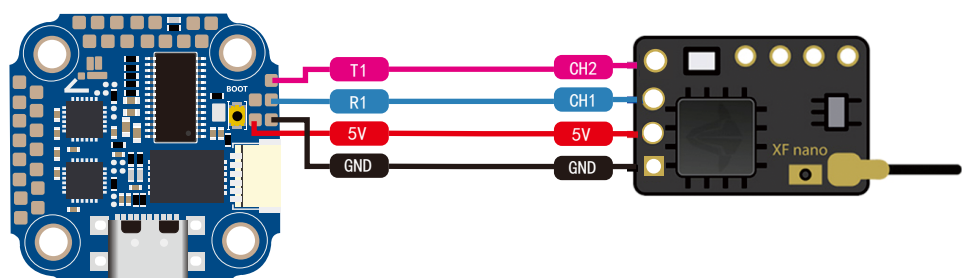 BOOT
T1
CH2
R1
CH1
5V
5V
GND
GND
XF nano